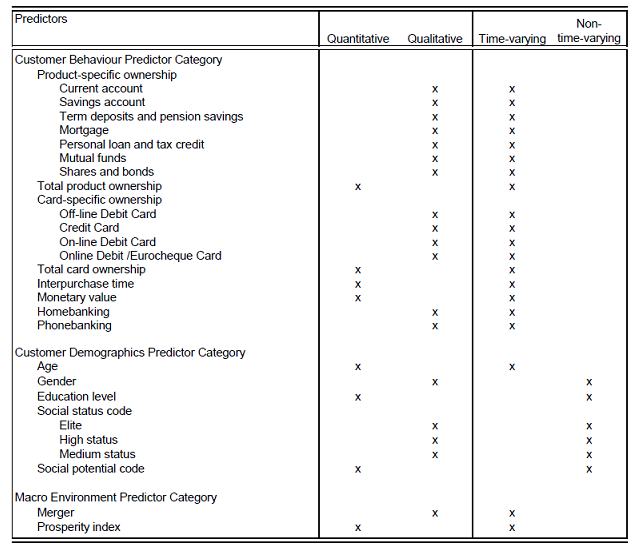 Predictors
Quantitative Qualitative Time-varying Non-time-varying
Customer Behaviour Predictor Category
Product-specific ownership
Current account x x
Savings account x x
Term deposits and pension savings x x
Mortgage x x
Personal loan and tax credit x x
Mutual funds x x
Shares and bonds x x
Total product ownership x x
Card-specific ownership
Off-line Debit Card x x
Credit Card x x
On-line Debit Card x x
Online Debit /Eurocheque Card x x
Total card ownership x x
Interpurchase time x x
Monetary value x x
Homebanking x x
Phonebanking x x
Customer Demographics Predictor Category
Age x x
Gender x x
Education level x x
Social status code
Elite x x
High status x x
Medium status x x
Social potential code x x
Macro Environment Predictor Category
Merger x x
Prosperity index x x